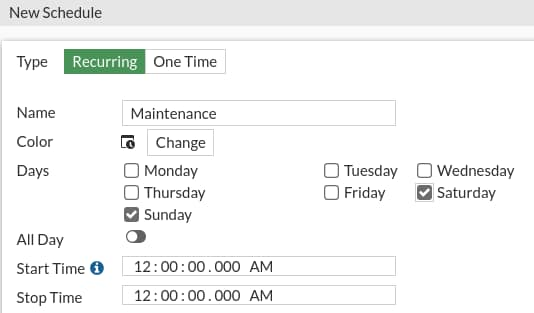 New Schedule
Type Recurring One Time
Name Maintenance
Color Change
Days Monday Tuesday Wednesday
Thursday Friday Saturday
Sunday
All Day
Start Time 12:00:00.000 AM
Stop Time 12:00:00.000 AM